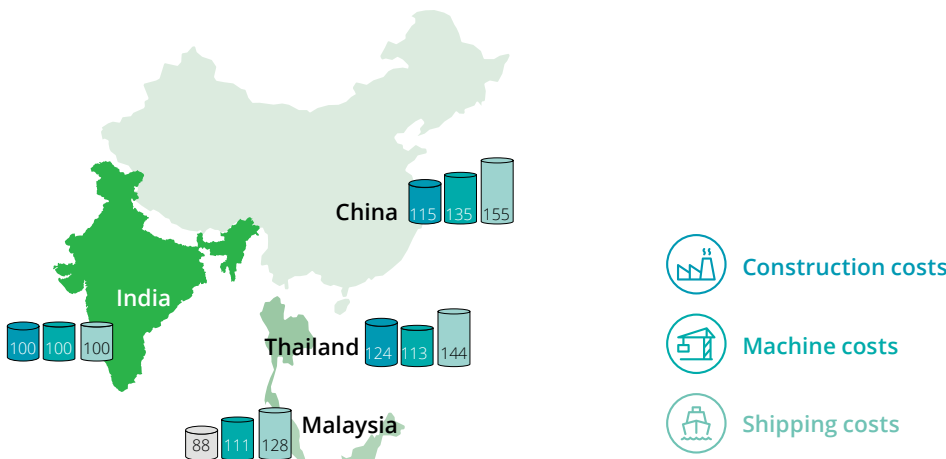 China
115 135 155
Construction costs
India
100 100 100
Thailand
124 113 144
Machine costs
Malaysia
88 111 128
Shipping costs